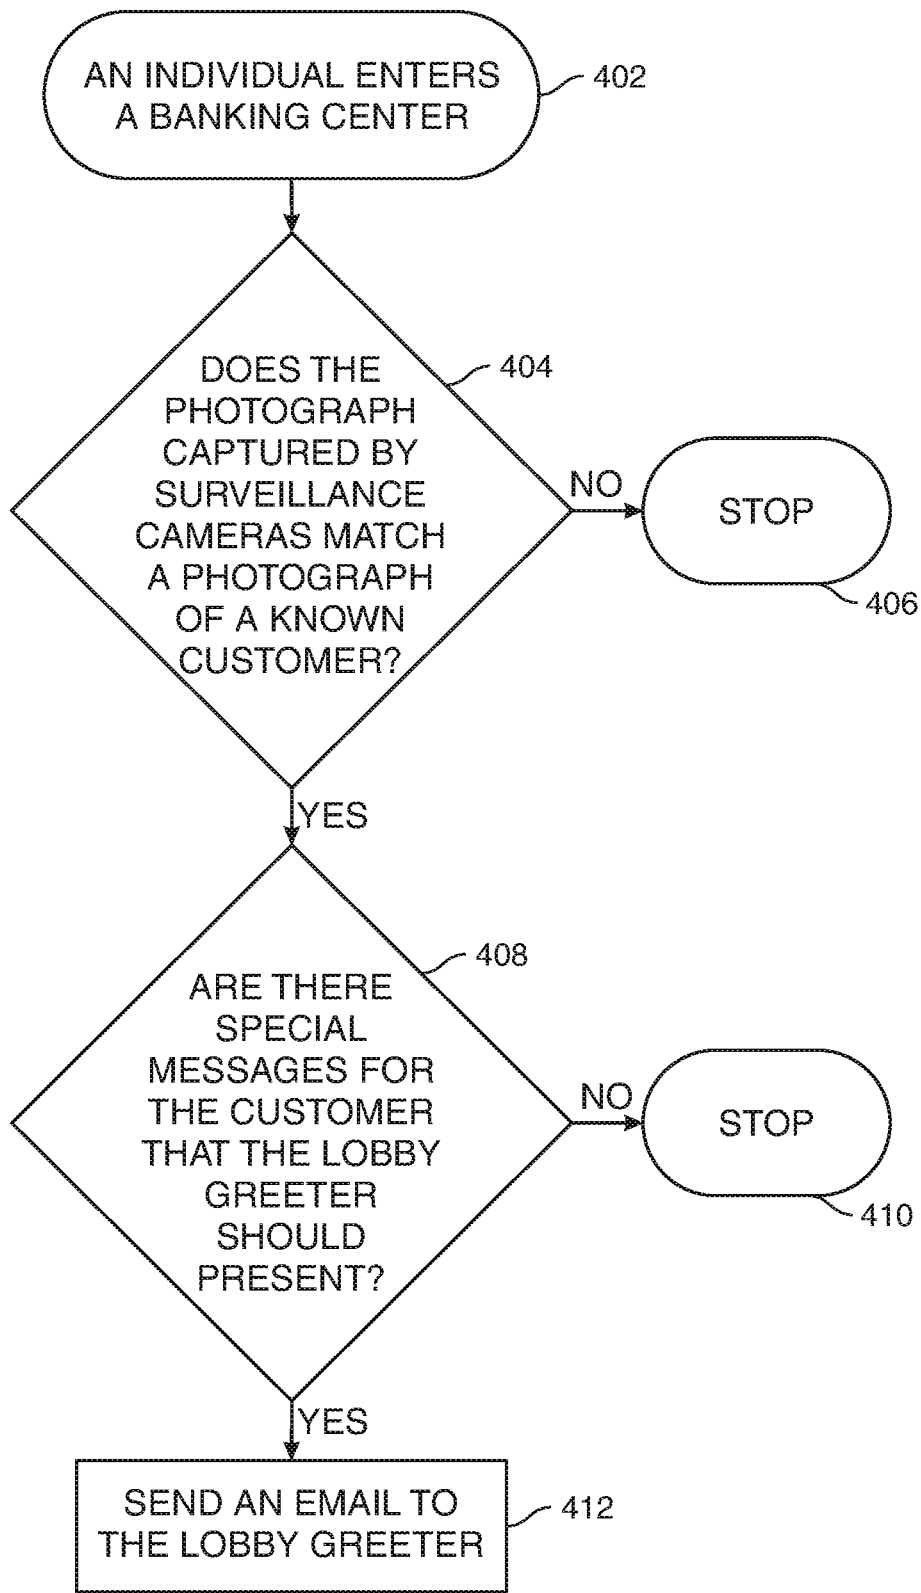 AN INDIVIDUAL ENTERS
A BANKING CENTER
402
DOES THE
PHOTOGRAPH
CAPTURED BY
SURVEILLANCE
CAMERAS MATCH
A PHOTOGRAPH
OF A KNOWN
CUSTOMER?
404
NO
STOP
406
YES
ARE THERE
SPECIAL
MESSAGES FOR
THE CUSTOMER
THAT THE LOBBY
GREETER
SHOULD
PRESENT?
408
NO
STOP
410
YES
SEND AN EMAIL TO
THE LOBBY GREETER
412